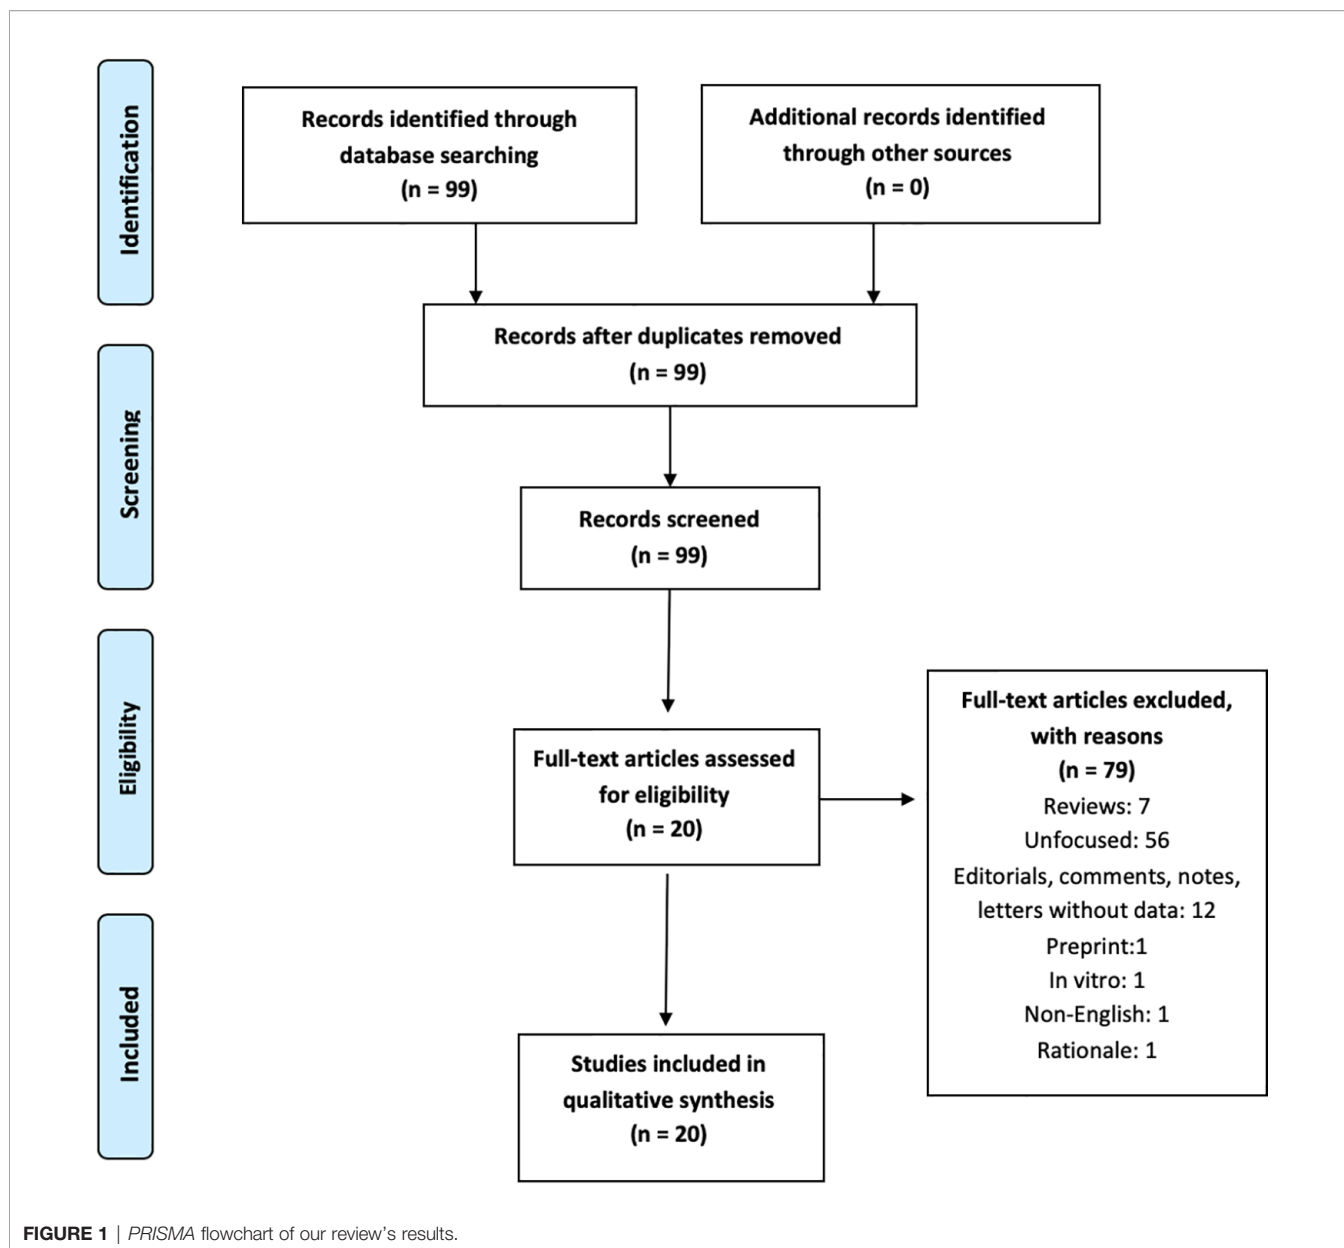 Identification
Records identified through
database searching
(n = 99)
Additional records identified
through other sources
(n = 0)
Records after duplicates removed
(n = 99)
Screening
Records screened
(n = 99)
Eligibility
Full-text articles assessed
for eligibility
(n = 20)
Full-text articles excluded,
with reasons
(n = 79)
Reviews: 7
Unfocused: 56
Editorials, comments, notes,
letters without data: 12
Preprint:1
In vitro: 1
Non-English: 1
Rationale: 1
Included
Studies included in
qualitative synthesis
(n = 20)
FIGURE 1 | PRISMA flowchart of our review’s results.